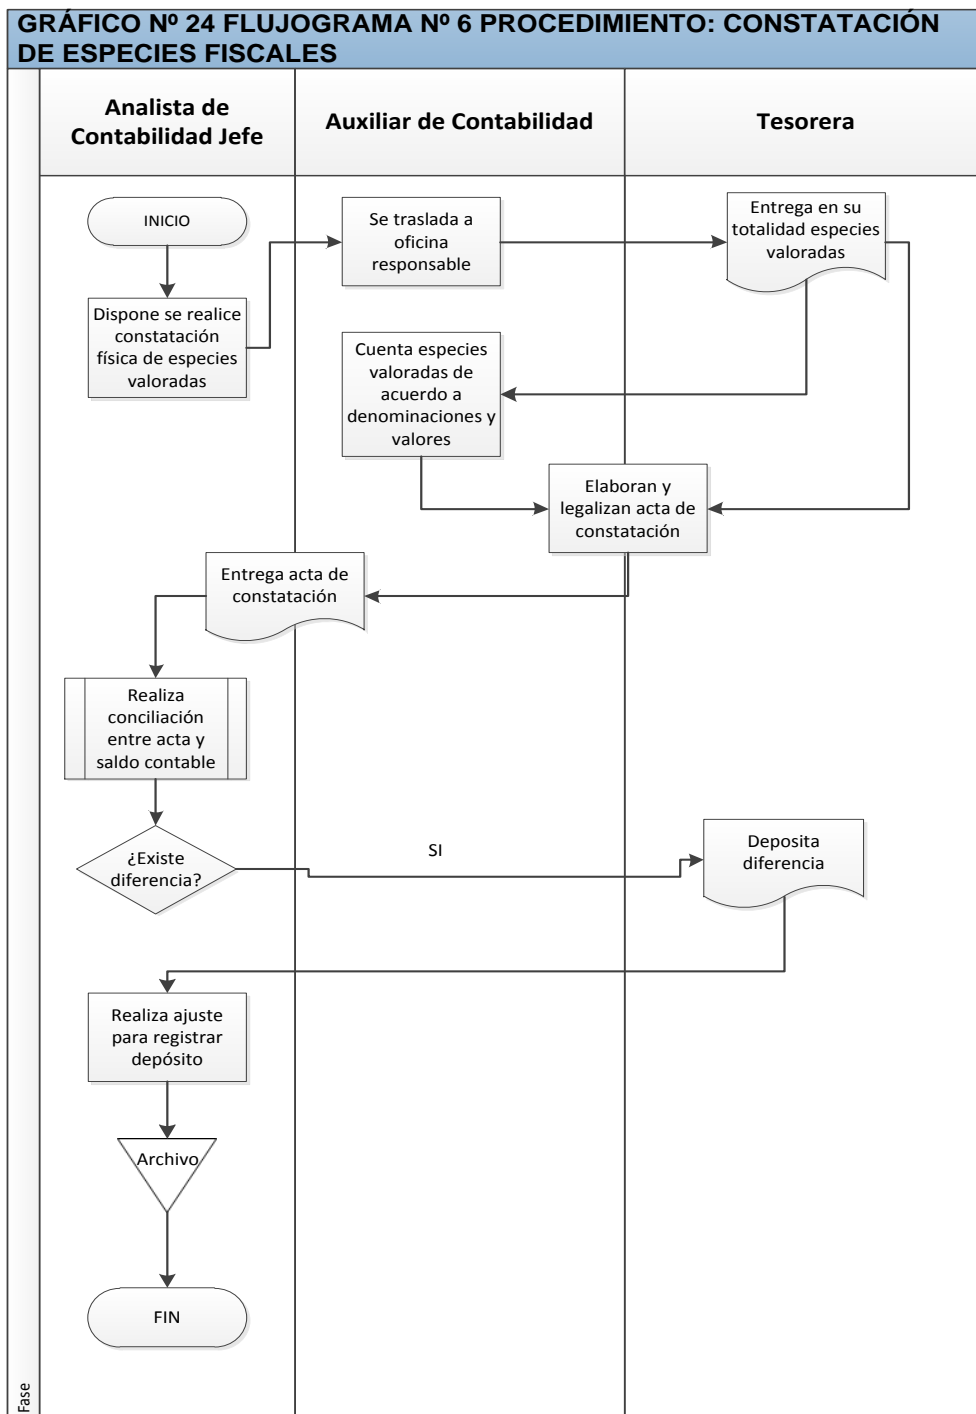 GRÁFICO Nº 24 FLUJOGRAMA Nº 6 PROCEDIMIENTO: CONSTATACIÓN
DE ESPECIES FISCALES
Analista de
Contabilidad Jefe
Auxiliar de Contabilidad
Tesorera
INICIO
Se traslada a
oficina
responsable
Entrega en su
totalidad especies
valoradas
Dispone se realice
constatación
física de especies
valoradas
Cuenta especies
valoradas de
acuerdo a
denominaciones y
valores
Elaboran y
legalizan acta de
constatación
Entrega acta de
constatación
Realiza
conciliación
entre acta y
saldo contable
¿Existe
diferencia?
SI
Deposita
diferencia
Realiza ajuste
para registrar
depósito
Archivo
FIN
Fase